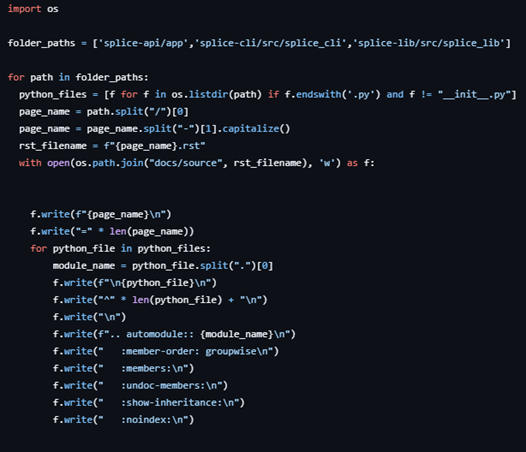 import os
folder_paths = ['splice-api/app','splice-cli/src/splice_cli','splice-lib/src/splice_lib']
for path in folder_paths:
  python_files = [f for f in os.listdir(path) if f.endswith('.py') and f != "__init__.py"]
  page_name = path.split("/")[0]
  page_name = page_name.split("-")[1].capitalize()
  rst_filename = f"{page_name}.rst"
  with open(os.path.join("docs/source", rst_filename), 'w') as f:
    f.write(f"{page_name}\n")
    f.write("=" * len(page_name))
    for python_file in python_files:
        module_name = python_file.split(".")[0]
        f.write(f"\n{python_file}\n")
        f.write("^" * len(python_file) + "\n")
        f.write("\n")
        f.write(f".. automodule:: {module_name}\n")
        f.write("   :member-order: groupwise\n")
        f.write("   :members:\n")
        f.write("   :undoc-members:\n")
        f.write("   :show-inheritance:\n")
        f.write("   :noindex:\n")